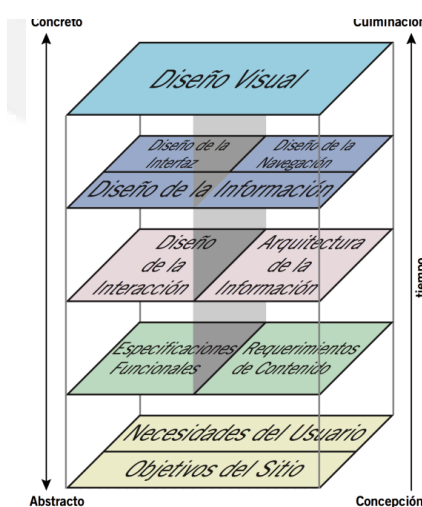 Concreto
Culminación
Diseño Visual
Diseño de la
Interfaz
Diseño de la
Navegación
Diseño de la Información
Diseño
de la
Interacción
Arquitectura
de la
Información
tiempo
Especificaciones
Funcionales
Requerimientos
de Contenido
Necesidades del Usuario
Objetivos del Sitio
Abstracto
Concepción